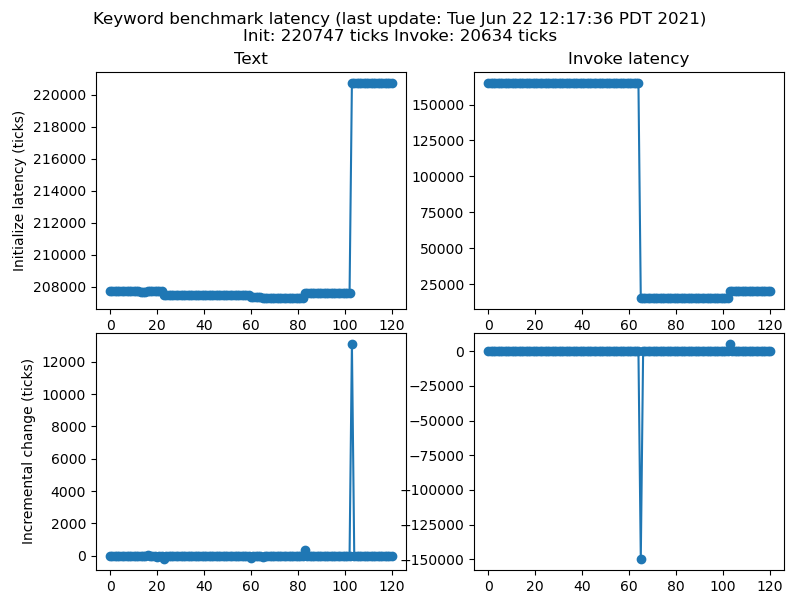 Keyword benchmark latency (last update: Tue Jun 22 12:17:36 PDT 2021)
Init: 220747 ticks Invoke: 20634 ticks
Text
Invoke latency
Initialize latency (ticks)
220000
218000
216000
214000
212000
210000
208000
0 20 40 60 80 100 120
150000
125000
100000
75000
50000
25000
0 20 40 60 80 100 120
Incremental change (ticks)
12000
10000
8000
6000
4000
2000
0
0 20 40 60 80 100 120
0
−25000
−50000
−75000
−100000
−125000
−150000
0 20 40 60 80 100 120